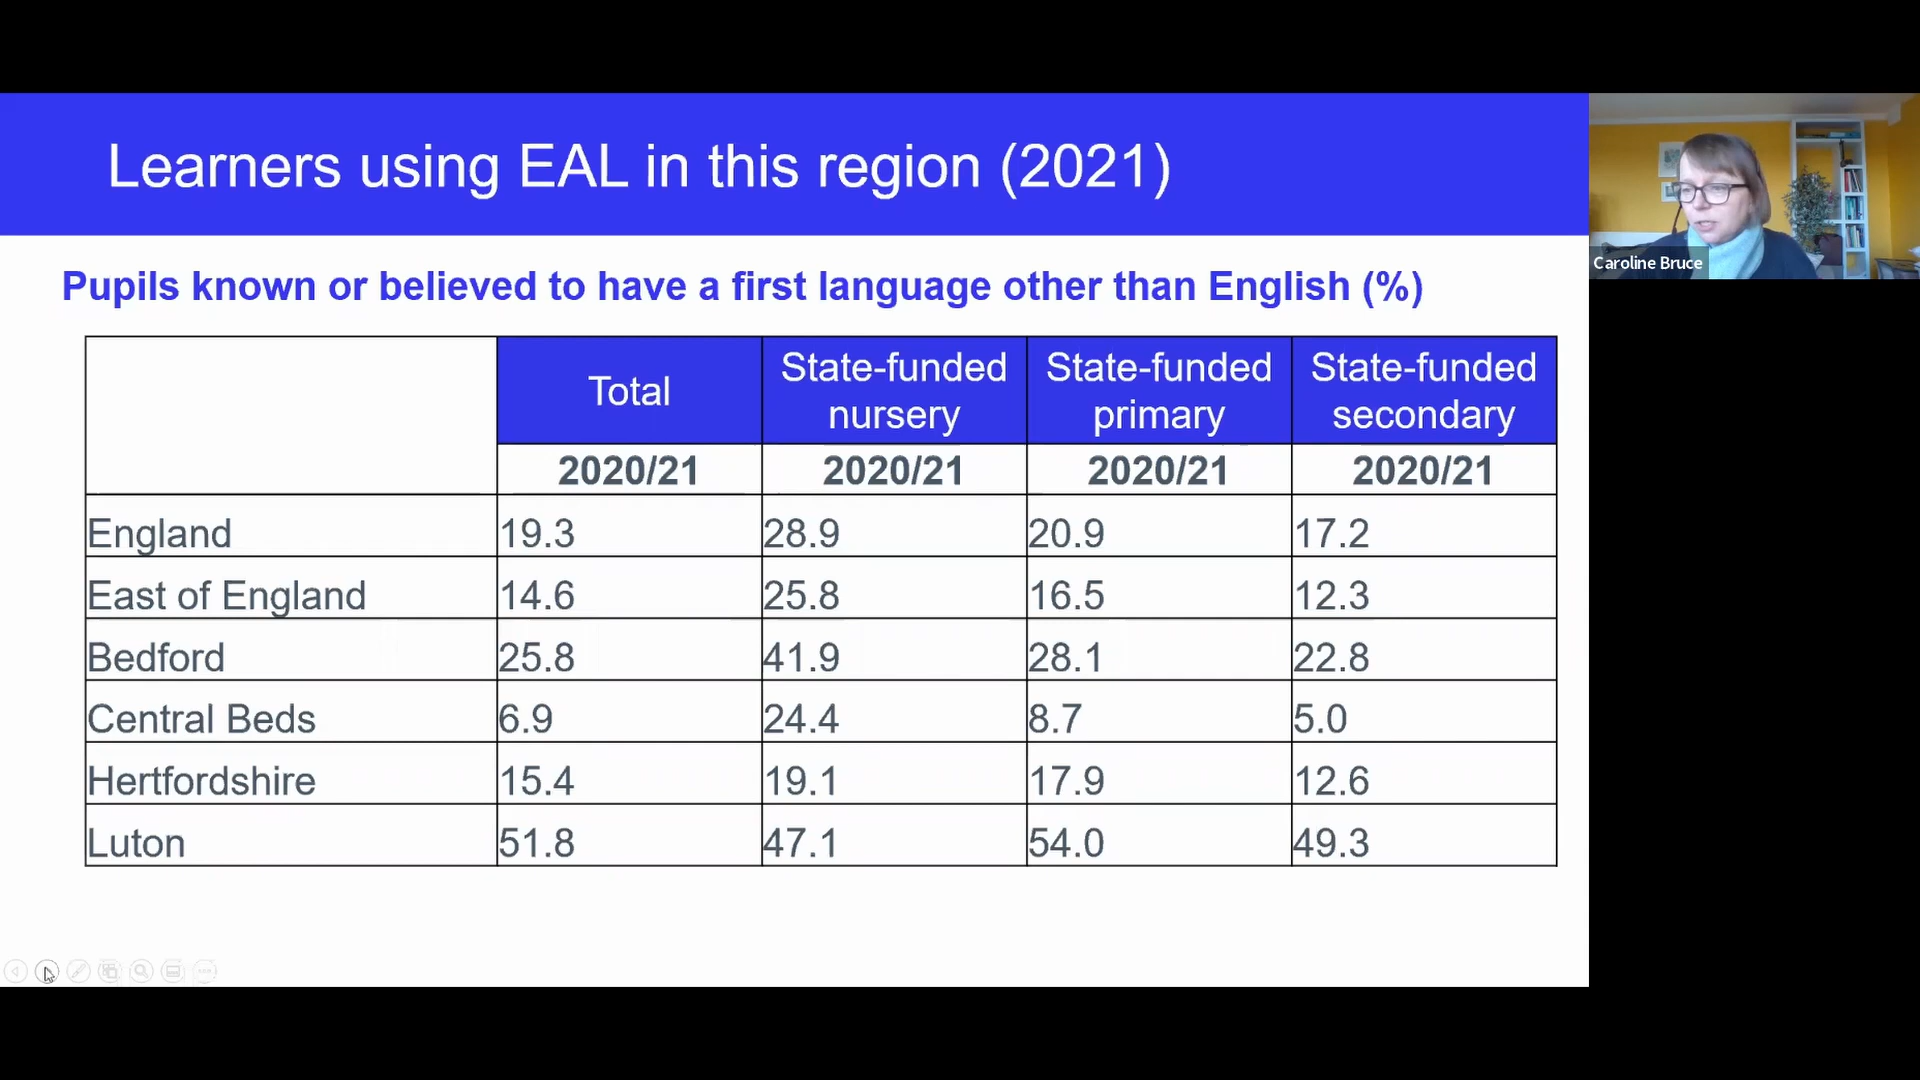 Learners using EAL in this region (2021)
Caroline Bruce
Pupils known or believed to have a first language other than English (%)
Total State-funded nursery State-funded primary State-funded secondary
2020/21 2020/21 2020/21 2020/21
England 19.3 28.9 20.9 17.2
East of England 14.6 25.8 16.5 12.3
Bedford 25.8 41.9 28.1 22.8
Central Beds 6.9 24.4 8.7 5.0
Hertfordshire 15.4 19.1 17.9 12.6
Luton 51.8 47.1 54.0 49.3